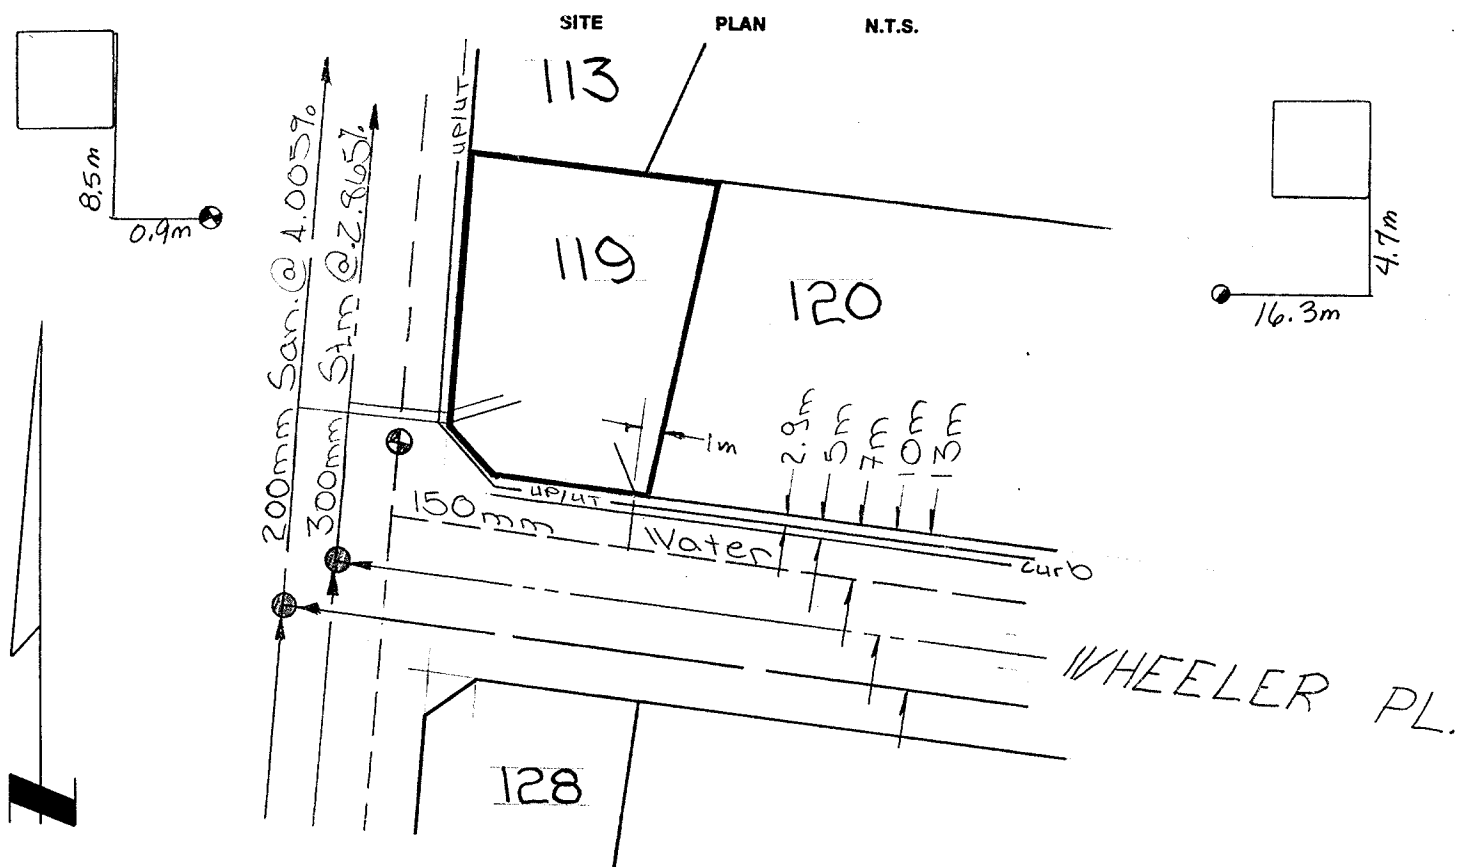 SITE PLAN N.T.S.
113
UP/UT
8.5m
0.9m
200mm San. @ 4.005%
300mm Stm @ 2.865%
119
120
4.7m
16.3m
1m
2.9m
5m
7m
10m
13m
UP/UT
150mm Water
curb
WHEELER PL.
128